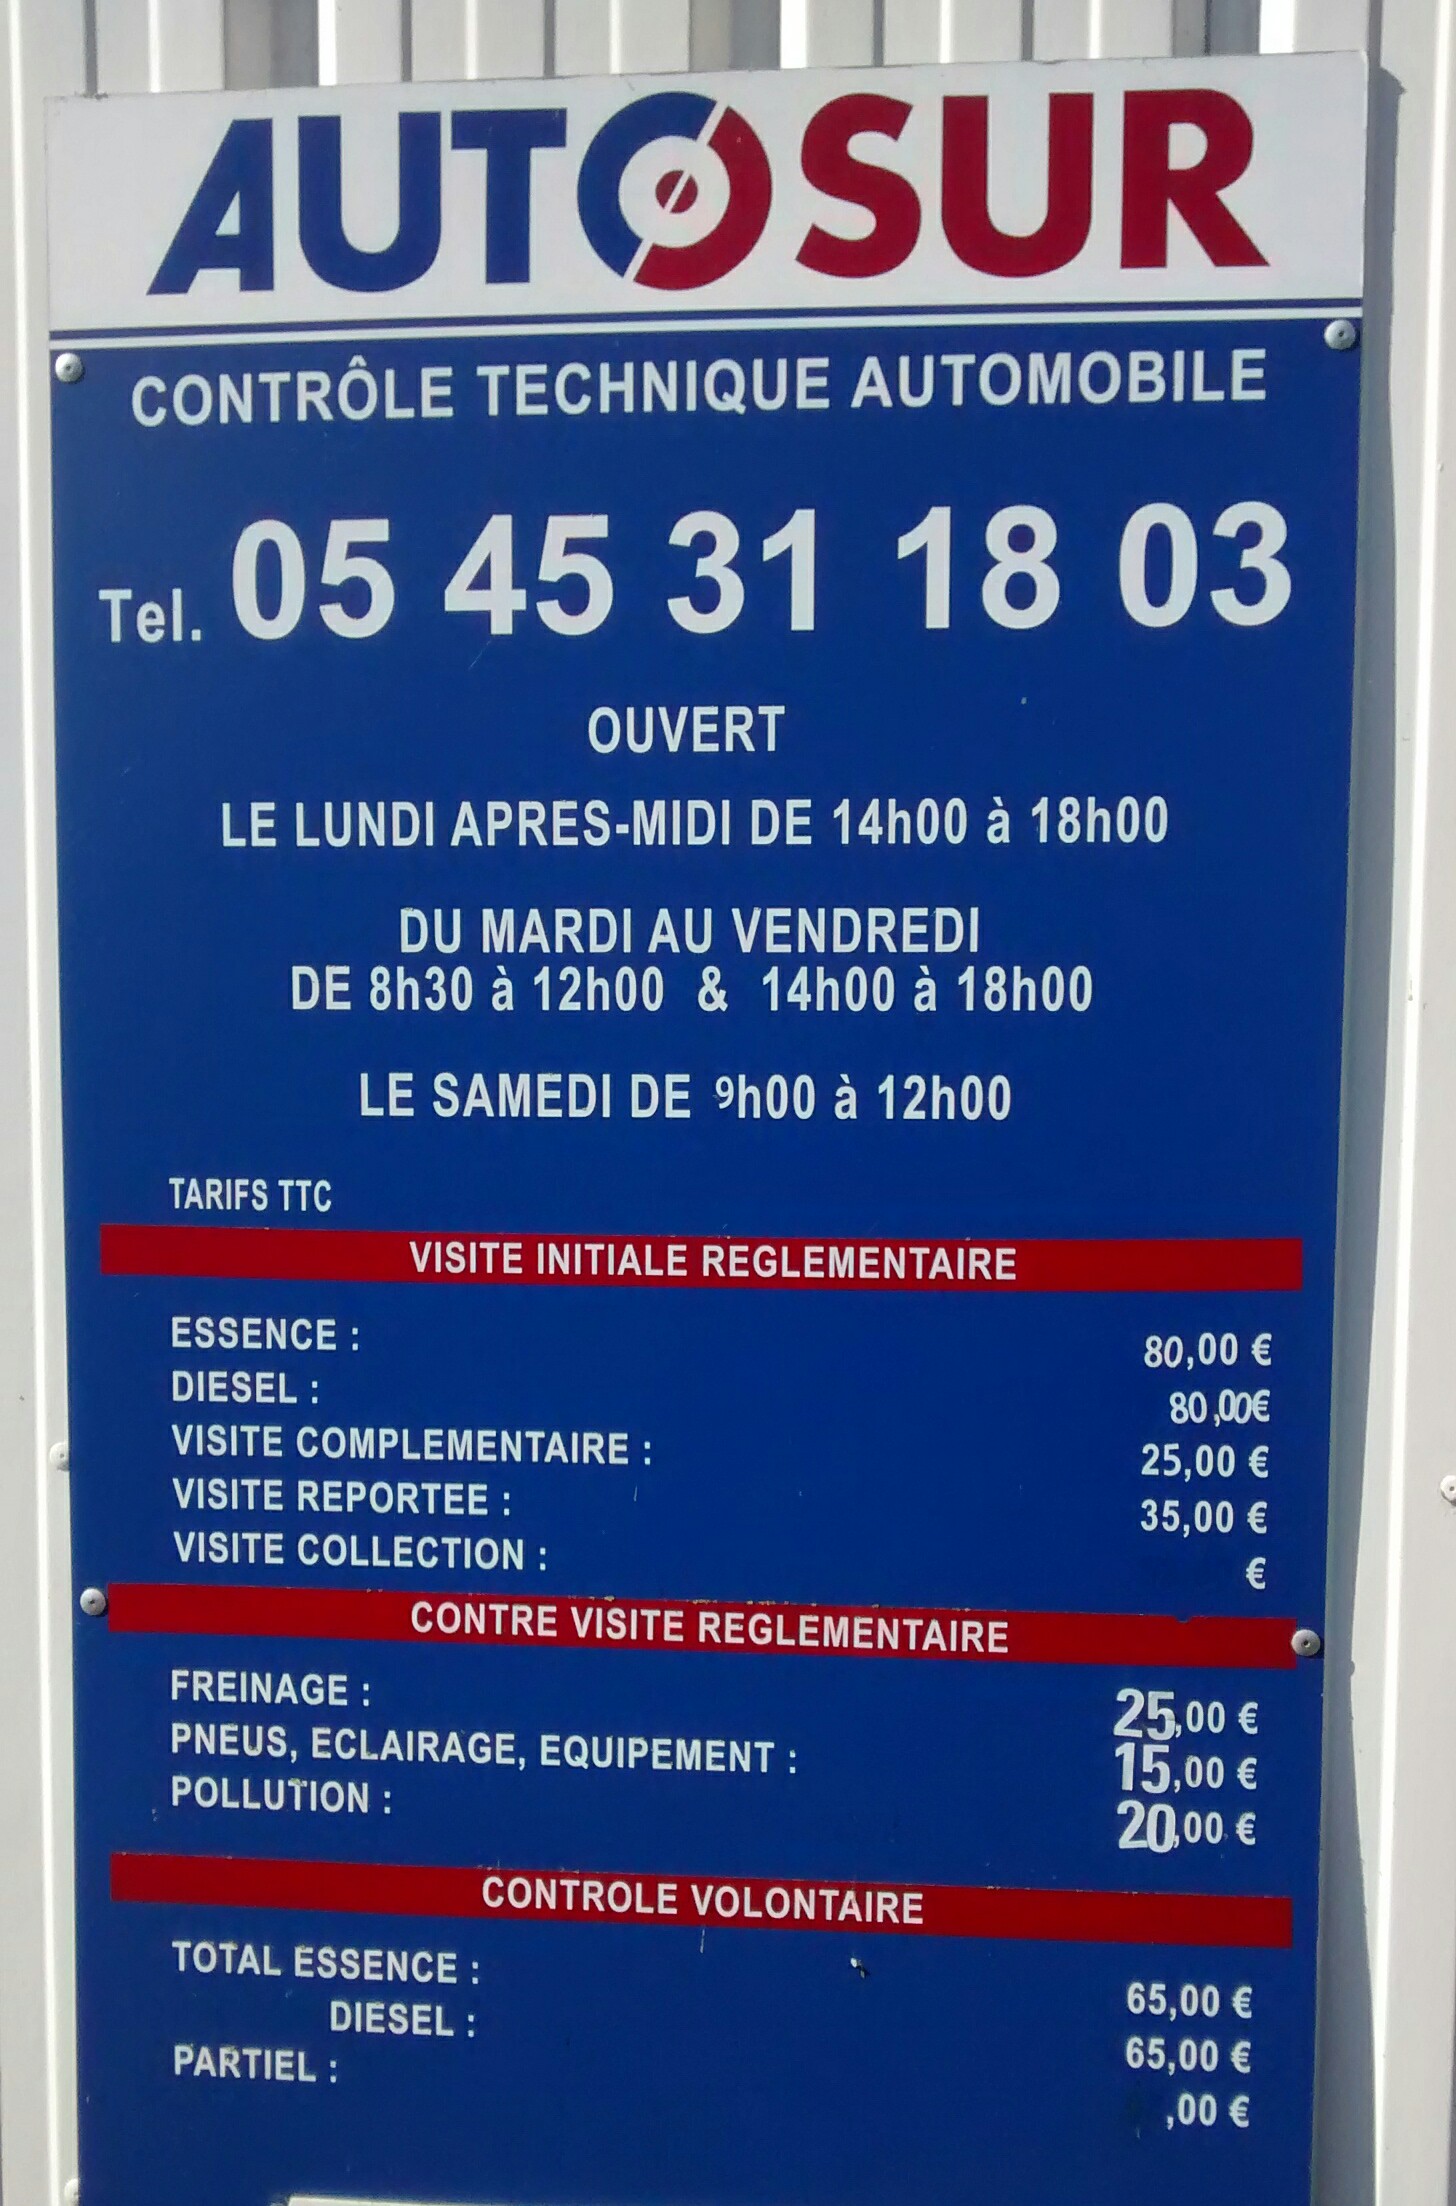 AUTOSUR
CONTRÔLE TECHNIQUE AUTOMOBILE
Tel. 05 45 31 18 03
OUVERT
LE LUNDI APRES-MIDI DE 14h00 à 18h00
DU MARDI AU VENDREDI
DE 8h30 à 12h00 & 14h00 à 18h00
LE SAMEDI DE 9h00 à 12h00
TARIFS TTC
VISITE INITIALE REGLEMENTAIRE
ESSENCE : 80,00 €
DIESEL : 80,00€
VISITE COMPLEMENTAIRE : 25,00 €
VISITE REPORTEE : 35,00 €
VISITE COLLECTION : €
CONTRE VISITE REGLEMENTAIRE
FREINAGE : 25,00 €
PNEUS, ECLAIRAGE, EQUIPEMENT : 15,00 €
POLLUTION : 20,00 €
CONTROLE VOLONTAIRE
TOTAL ESSENCE : 65,00 €
DIESEL : 65,00 €
PARTIEL : ,00 €